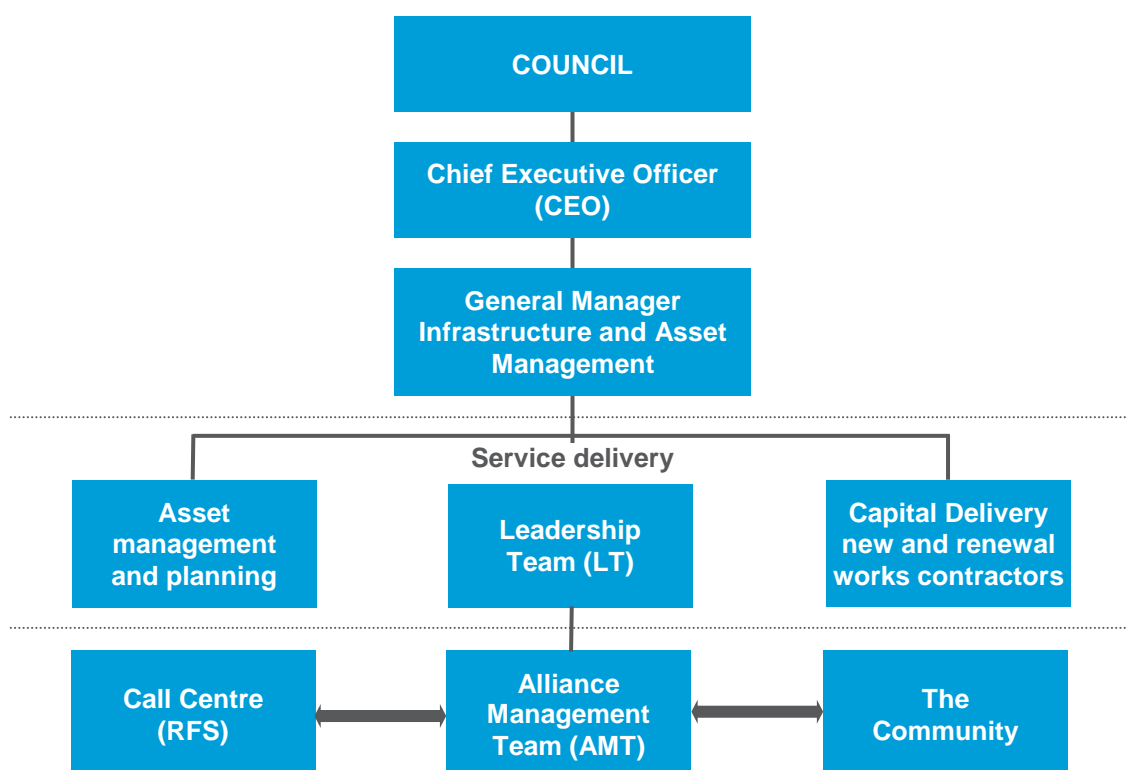 COUNCIL
Chief Executive Officer
(CEO)
General Manager
Infrastructure and Asset
Management
Service delivery
Asset
management
and planning
Leadership
Team (LT)
Capital Delivery
new and renewal
works contractors
Call Centre
(RFS)
Alliance
Management
Team (AMT)
The
Community